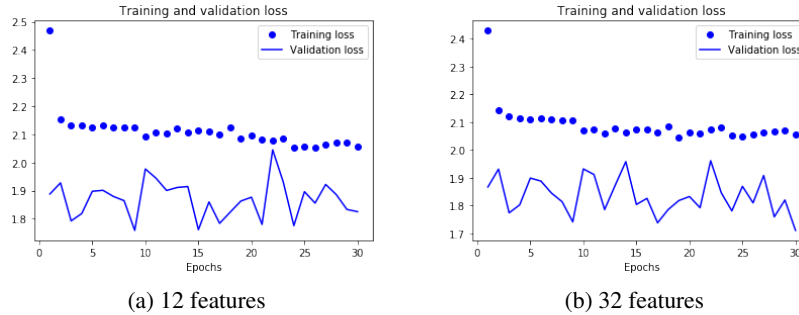 Training and validation loss
Training loss
Validation loss
2.5
2.4
2.3
2.2
2.1
2.0
1.9
1.8
0 5 10 15 20 25 30
Epochs
(a) 12 features
Training and validation loss
Training loss
Validation loss
2.4
2.3
2.2
2.1
2.0
1.9
1.8
1.7
0 5 10 15 20 25 30
Epochs
(b) 32 features